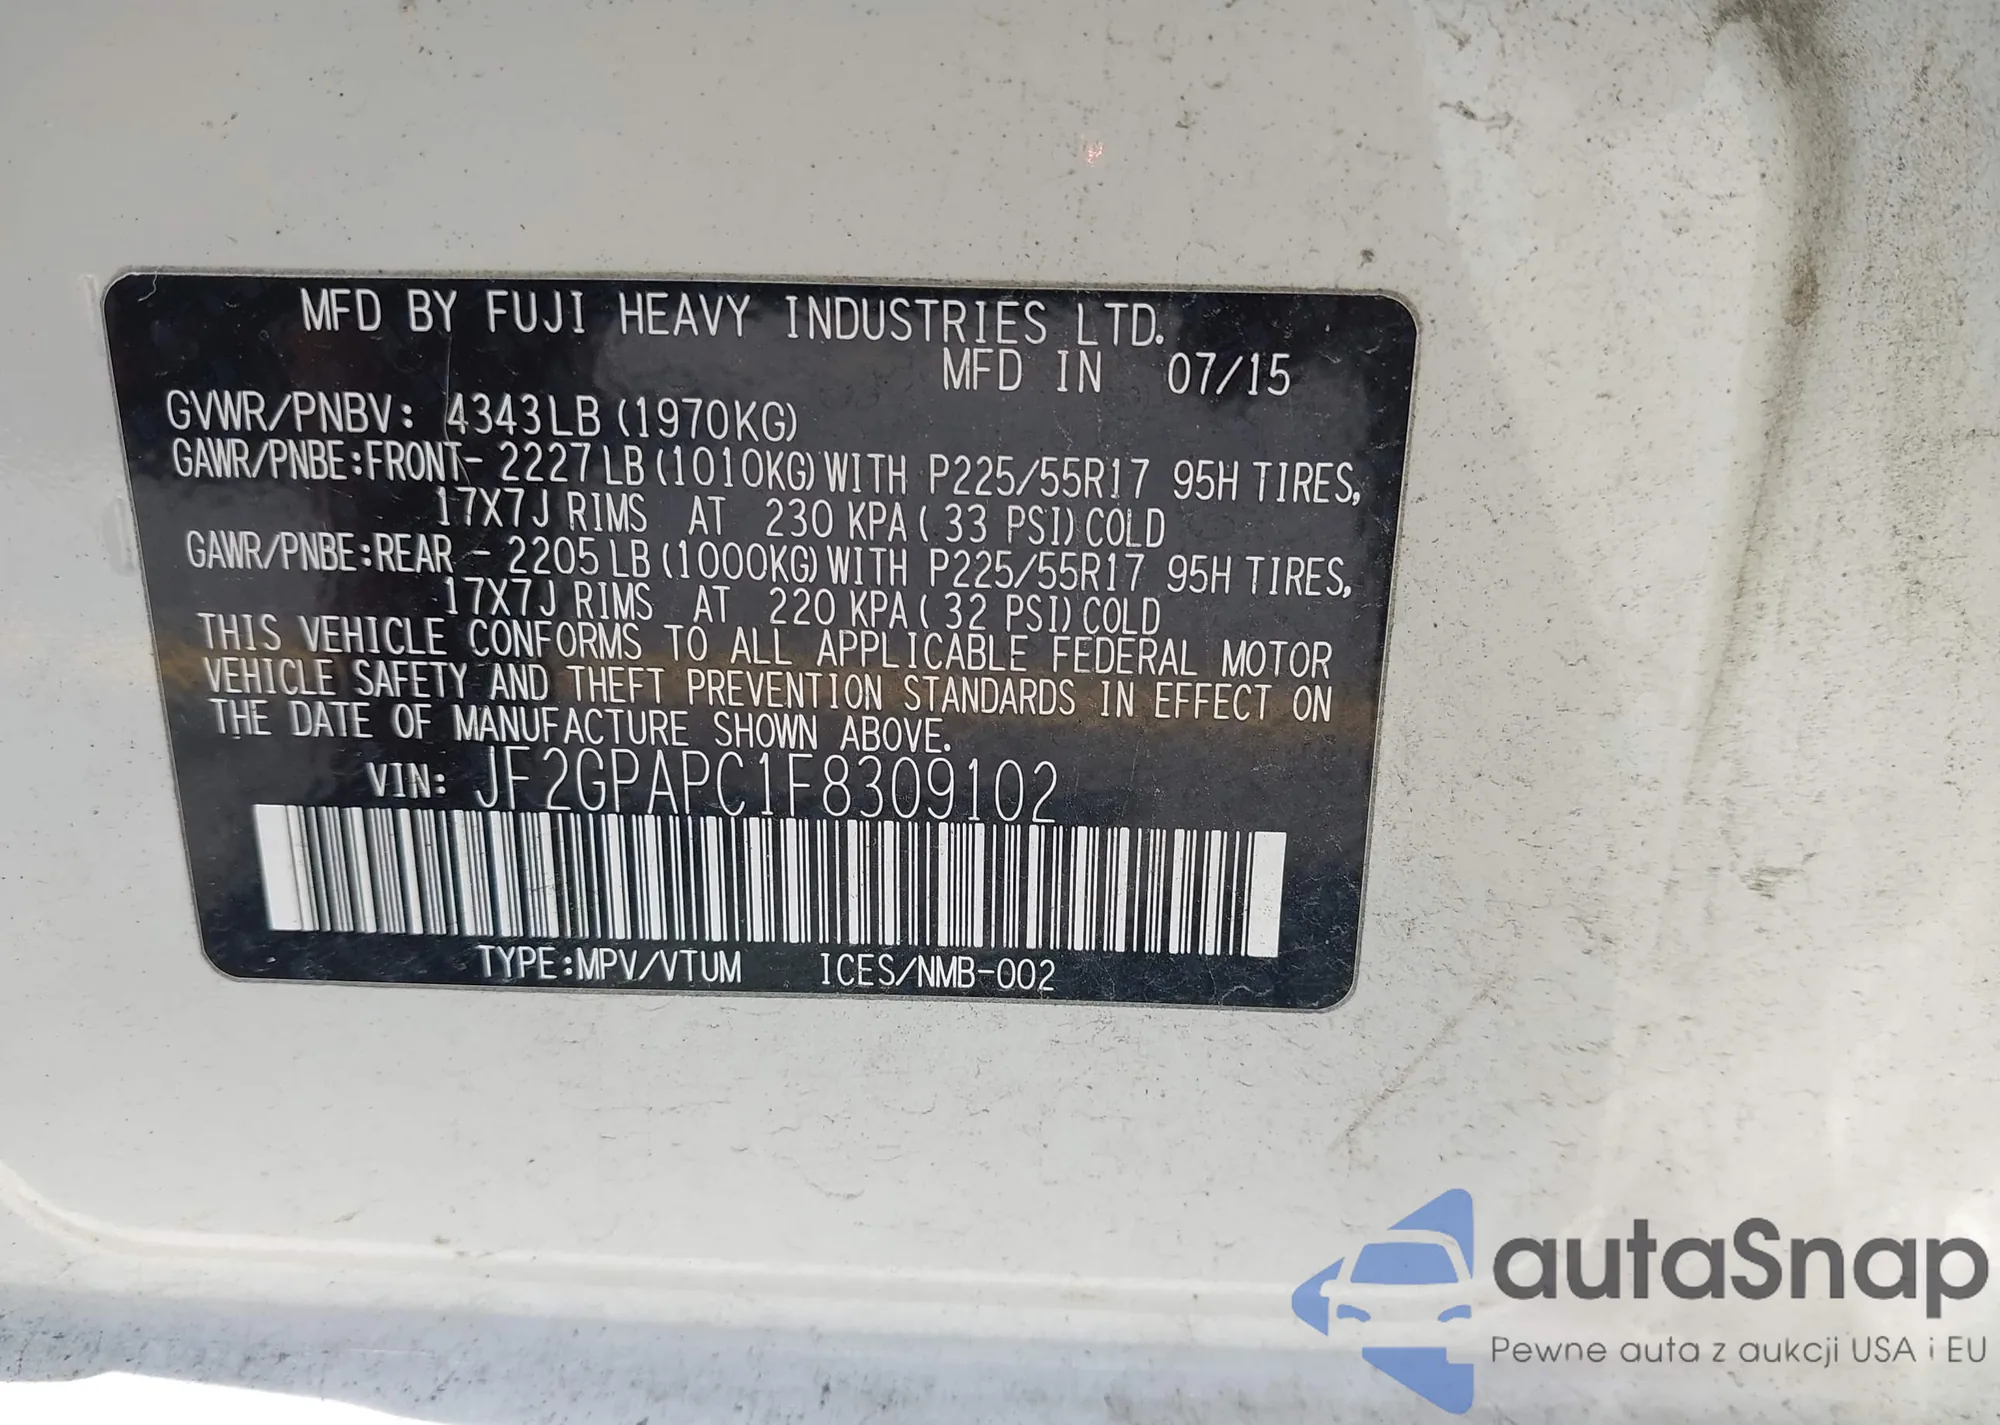 MFD BY FUJI HEAVY INDUSTRIES LTD.
MFD IN 07/15
GVWR/PNBV: 4343LB (1970KG)
GAWR/PNBE:FRONT- 2227LB (1010KG) WITH P225/55R17 95H TIRES,
17X7J RIMS AT 230 KPA ( 33 PSI) COLD
GAWR/PNBE:REAR - 2205LB (1000KG) WITH P225/55R17 95H TIRES,
17X7J RIMS AT 220 KPA ( 32 PSI) COLD
THIS VEHICLE CONFORMS TO ALL APPLICABLE FEDERAL MOTOR
VEHICLE SAFETY AND THEFT PREVENTION STANDARDS IN EFFECT ON
THE DATE OF MANUFACTURE SHOWN ABOVE.
VIN: JF2GPAPC1F8309102
TYPE:MPV/VTUM ICES/NMB-002
autaSnap
Pewne auta z aukcji USA i EU